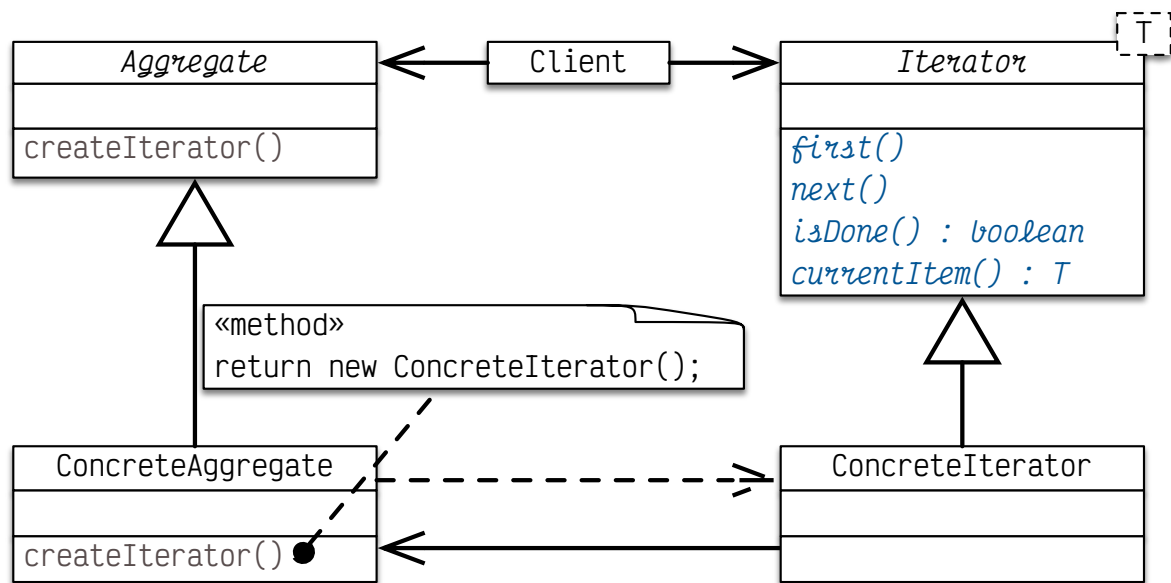 Aggregate
createIterator()
Client
T
Iterator
first()
next()
isDone() : boolean
currentItem() : T
«method»
return new ConcreteIterator();
ConcreteAggregate
createIterator()
ConcreteIterator